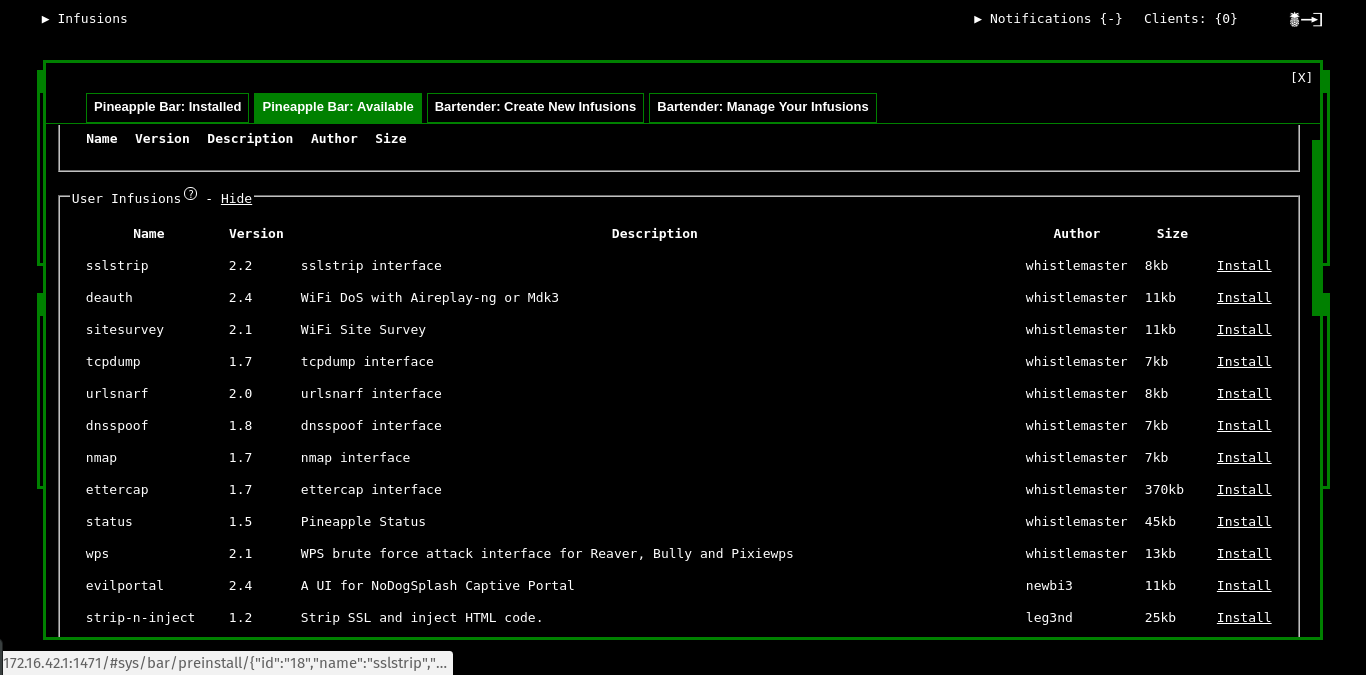 ▶ Infusions ▶ Notifications {-} Clients: {0}
[X]
Pineapple Bar: Installed Pineapple Bar: Available Bartender: Create New Infusions Bartender: Manage Your Infusions
Name Version Description Author Size
User Infusions ? - Hide
Name Version Description Author Size
sslstrip 2.2 sslstrip interface whistlemaster 8kb Install
deauth 2.4 WiFi DoS with Aireplay-ng or Mdk3 whistlemaster 11kb Install
sitesurvey 2.1 WiFi Site Survey whistlemaster 11kb Install
tcpdump 1.7 tcpdump interface whistlemaster 7kb Install
urlsnarf 2.0 urlsnarf interface whistlemaster 8kb Install
dnsspoof 1.8 dnsspoof interface whistlemaster 7kb Install
nmap 1.7 nmap interface whistlemaster 7kb Install
ettercap 1.7 ettercap interface whistlemaster 370kb Install
status 1.5 Pineapple Status whistlemaster 45kb Install
wps 2.1 WPS brute force attack interface for Reaver, Bully and Pixiewps whistlemaster 13kb Install
evilportal 2.4 A UI for NoDogSplash Captive Portal newbi3 11kb Install
strip-n-inject 1.2 Strip SSL and inject HTML code. leg3nd 25kb Install
172.16.42.1:1471/#sys/bar/preinstall/{"id":"18","name":"sslstrip","...